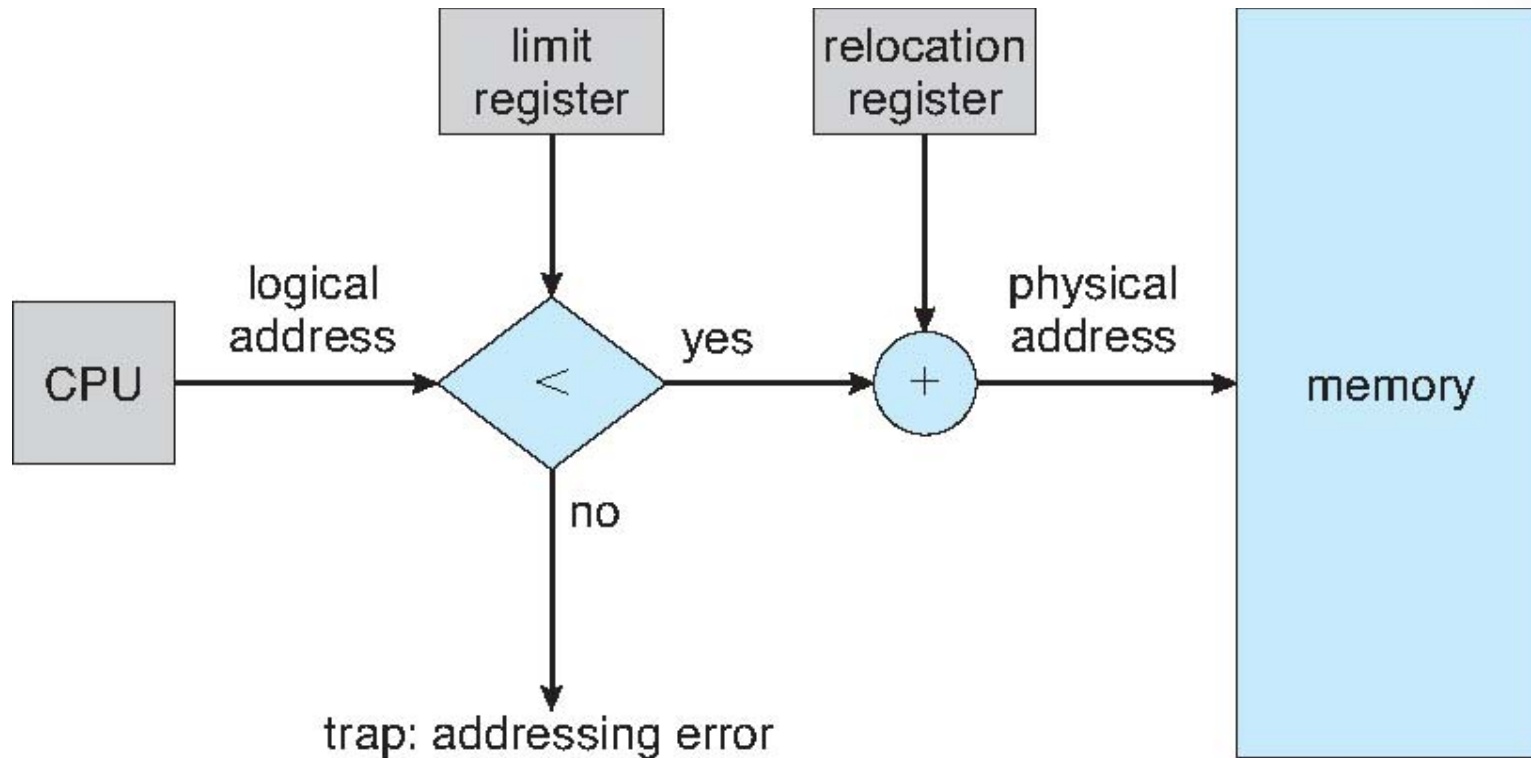 limit
register
relocation
register
logical
address
physical
address
CPU
<
yes
+
memory
no
trap: addressing error